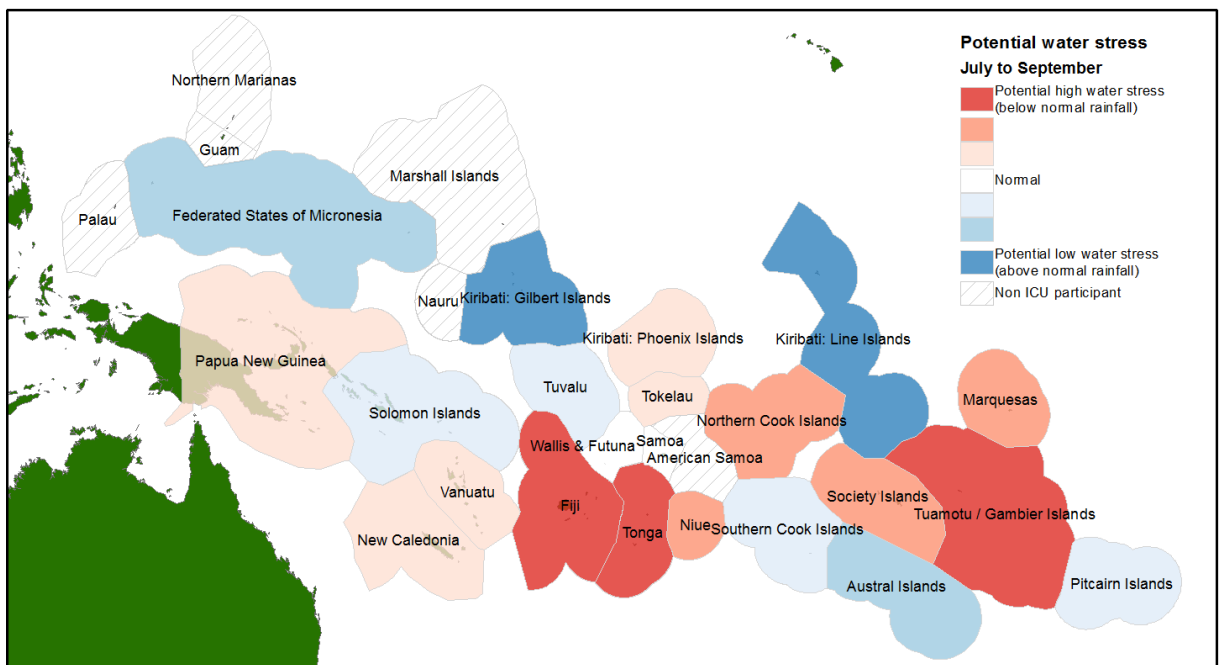 Potential water stress
July to September
Potential high water stress
(below normal rainfall)
Normal
Potential low water stress
(above normal rainfall)
Non ICU participant
Northern Marianas
Guam
Marshall Islands
Palau
Federated States of Micronesia
Nauru
Kiribati: Gilbert Islands
Kiribati: Phoenix Islands
Kiribati: Line Islands
Papua New Guinea
Tuvalu
Tokelau
Marquesas
Solomon Islands
Northern Cook Islands
Wallis & Futuna
Samoa
American Samoa
Vanuatu
Society Islands
Fiji
Tuamotu / Gambier Islands
New Caledonia
Tonga
Niue
Southern Cook Islands
Austral Islands
Pitcairn Islands